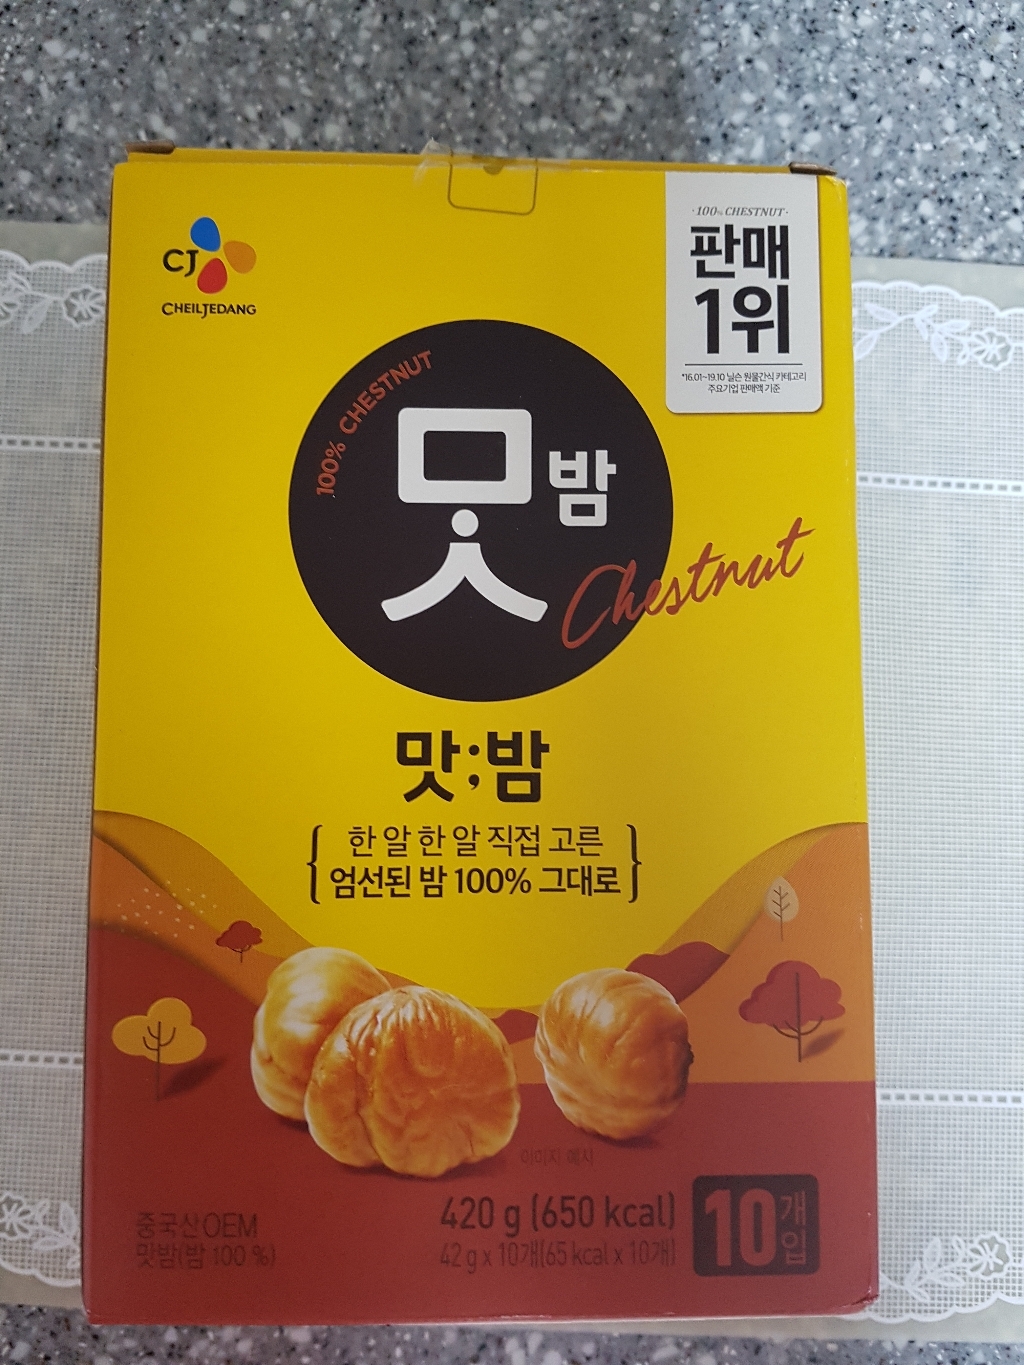 CJ
CHEILJEDANG
·100% CHESTNUT·
판매
1위
*16.01~19.10 닐슨 원물간식 카테고리
주요기업 판매액 기준
100% CHESTNUT
맛밤
Chestnut
맛;밤
{ 한 알 한 알 직접 고른
엄선된 밤 100% 그대로 }
이미지 예시
중국산OEM
맛밤(밤 100 %)
420 g (650 kcal)
42 g x 10개(65 kcal x 10개)
10개입